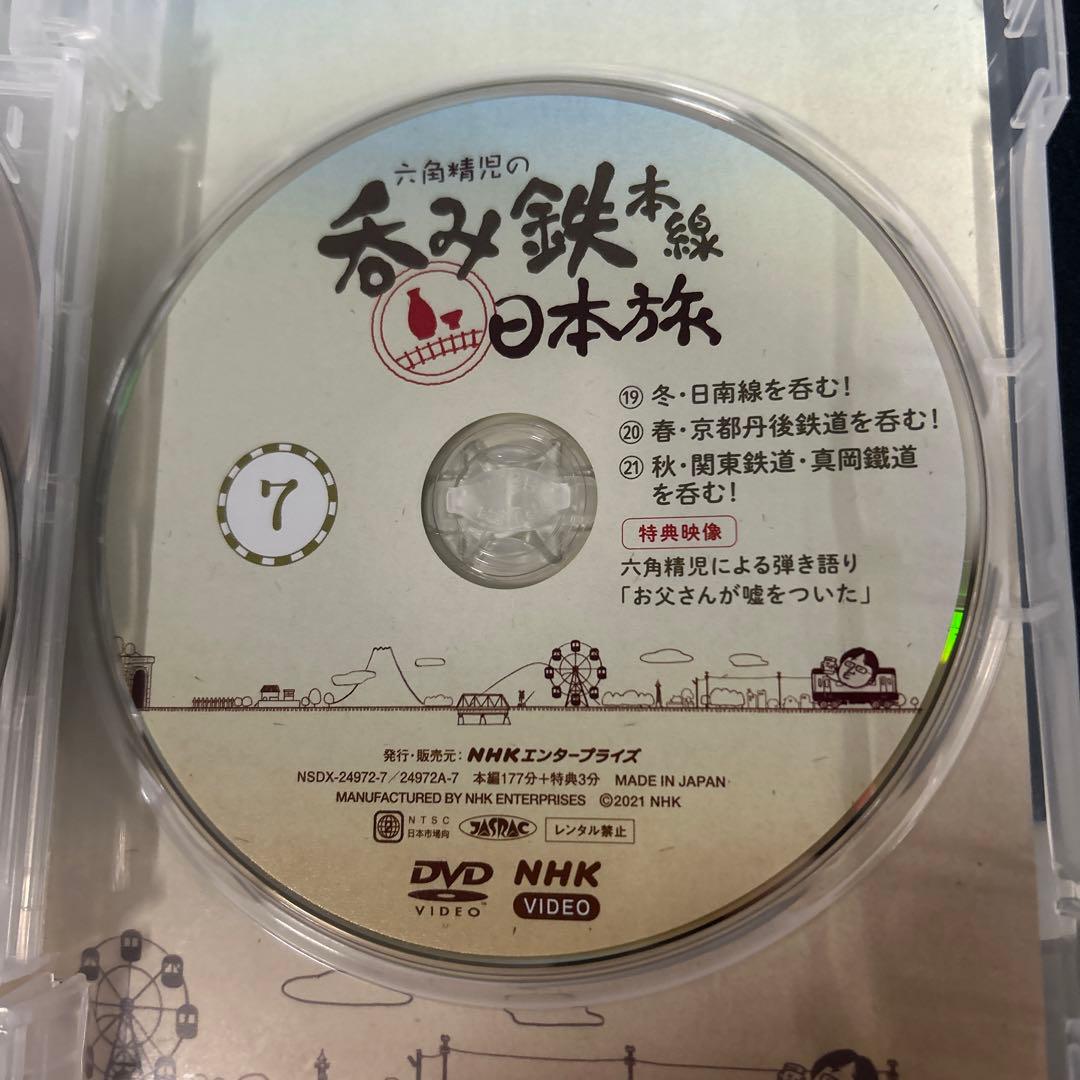 六角精児の
呑み鉄本線
日本旅
⑲ 冬・日南線を呑む!
⑳ 春・京都丹後鉄道を呑む!
㉑ 秋・関東鉄道・真岡鐵道
を呑む!
7
特典映像
六角精児による弾き語り
「お父さんが嘘をついた」
発行・販売元:NHKエンタープライズ
NSDX-24972-7/24972A-7 本編177分+特典3分 MADE IN JAPAN
MANUFACTURED BY NHK ENTERPRISES ©2021 NHK
2 NTSC
日本市場向
JASRAC
レンタル禁止
DVD
VIDEO™
NHK
VIDEO